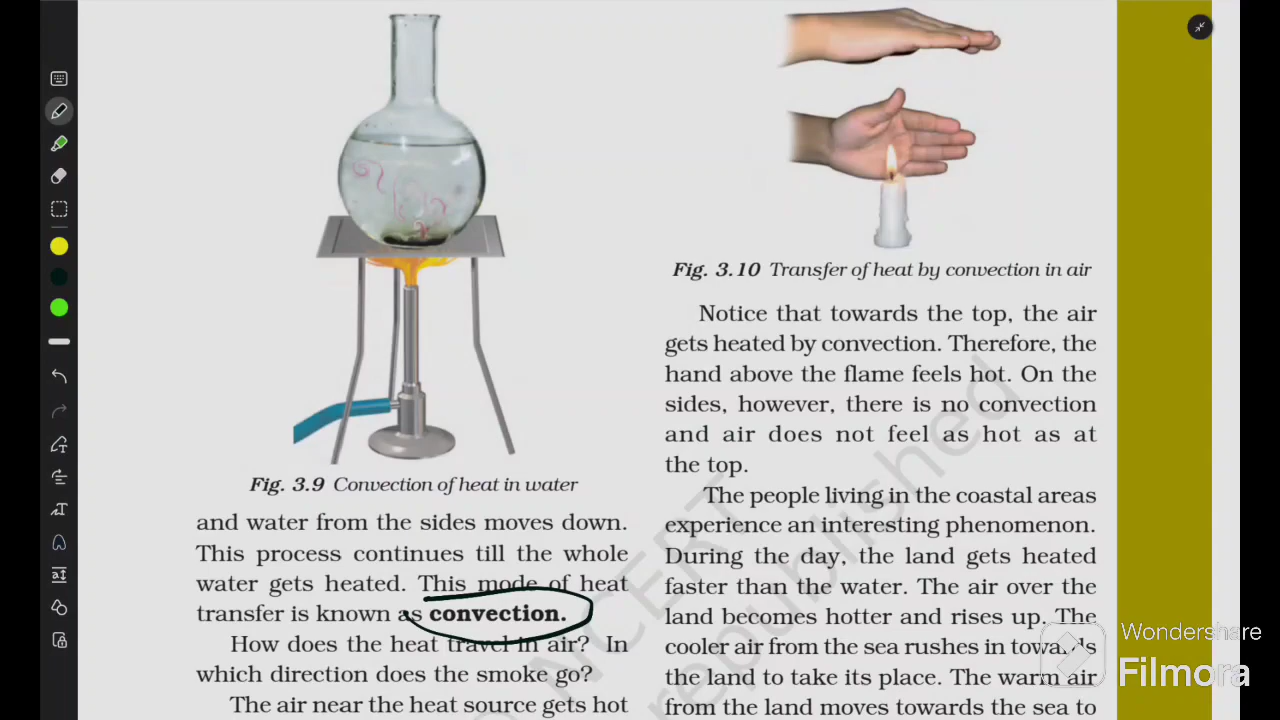 Fig. 3.9 Convection of heat in water
and water from the sides moves down.
This process continues till the whole
water gets heated. This mode of heat
transfer is known as convection.
How does the heat travel in air? In
which direction does the smoke go?
The air near the heat source gets hot
Fig. 3.10 Transfer of heat by convection in air
Notice that towards the top, the air
gets heated by convection. Therefore, the
hand above the flame feels hot. On the
sides, however, there is no convection
and air does not feel as hot as at
the top.
The people living in the coastal areas
experience an interesting phenomenon.
During the day, the land gets heated
faster than the water. The air over the
land becomes hotter and rises up. The
cooler air from the sea rushes in towards
the land to take its place. The warm air
from the land moves towards the sea to
NCERT
republished
Wondershare
Filmora